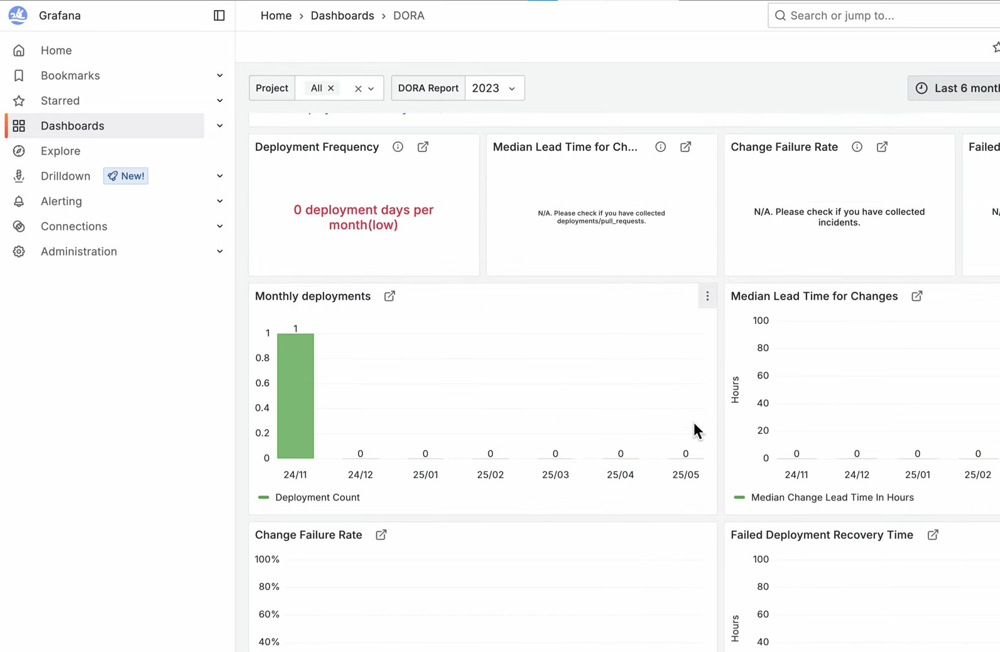 Grafana
Home › Dashboards › DORA
Search or jump to...
Home
Bookmarks
Starred
Dashboards
Explore
Drilldown New!
Alerting
Connections
Administration
Project All DORA Report 2023
Last 6 month
Deployment Frequency
0 deployment days per
month(low)
Median Lead Time for Ch...
N/A. Please check if you have collected
deployments/pull_requests.
Change Failure Rate
N/A. Please check if you have collected
incidents.
Failed
N/
Monthly deployments
1
1
0.8
0.6
0.4
0.2
0
0 0 0 0 0 0
24/11 24/12 25/01 25/02 25/03 25/04 25/05
Deployment Count
Median Lead Time for Changes
100
80
60
40
20
0
Hours
0 0 0 0
24/11 24/12 25/01 25/02
Median Change Lead Time In Hours
Change Failure Rate
100%
80%
60%
40%
Failed Deployment Recovery Time
100
80
60
40
Hours